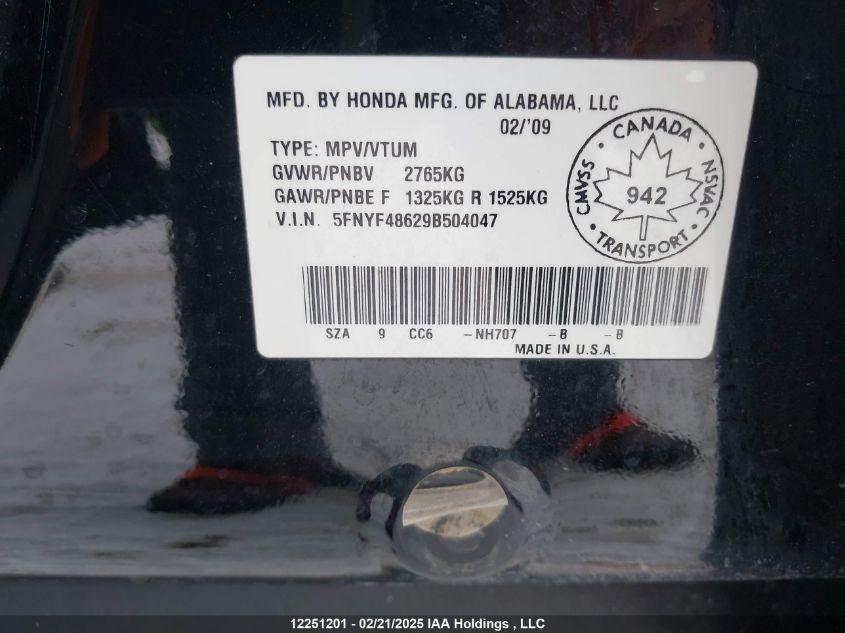 MFD. BY HONDA MFG. OF ALABAMA, LLC
02/'09
TYPE: MPV/VTUM
GVWR/PNBV 2765KG
GAWR/PNBE F 1325KG R 1525KG
V.I.N. 5FNYF48629B504047
CANADA
CMVSS
942
NSVAC
TRANSPORT
SZA 9 CC6 -NH707 -B -B
MADE IN U.S.A.
12251201 - 02/21/2025 IAA Holdings , LLC